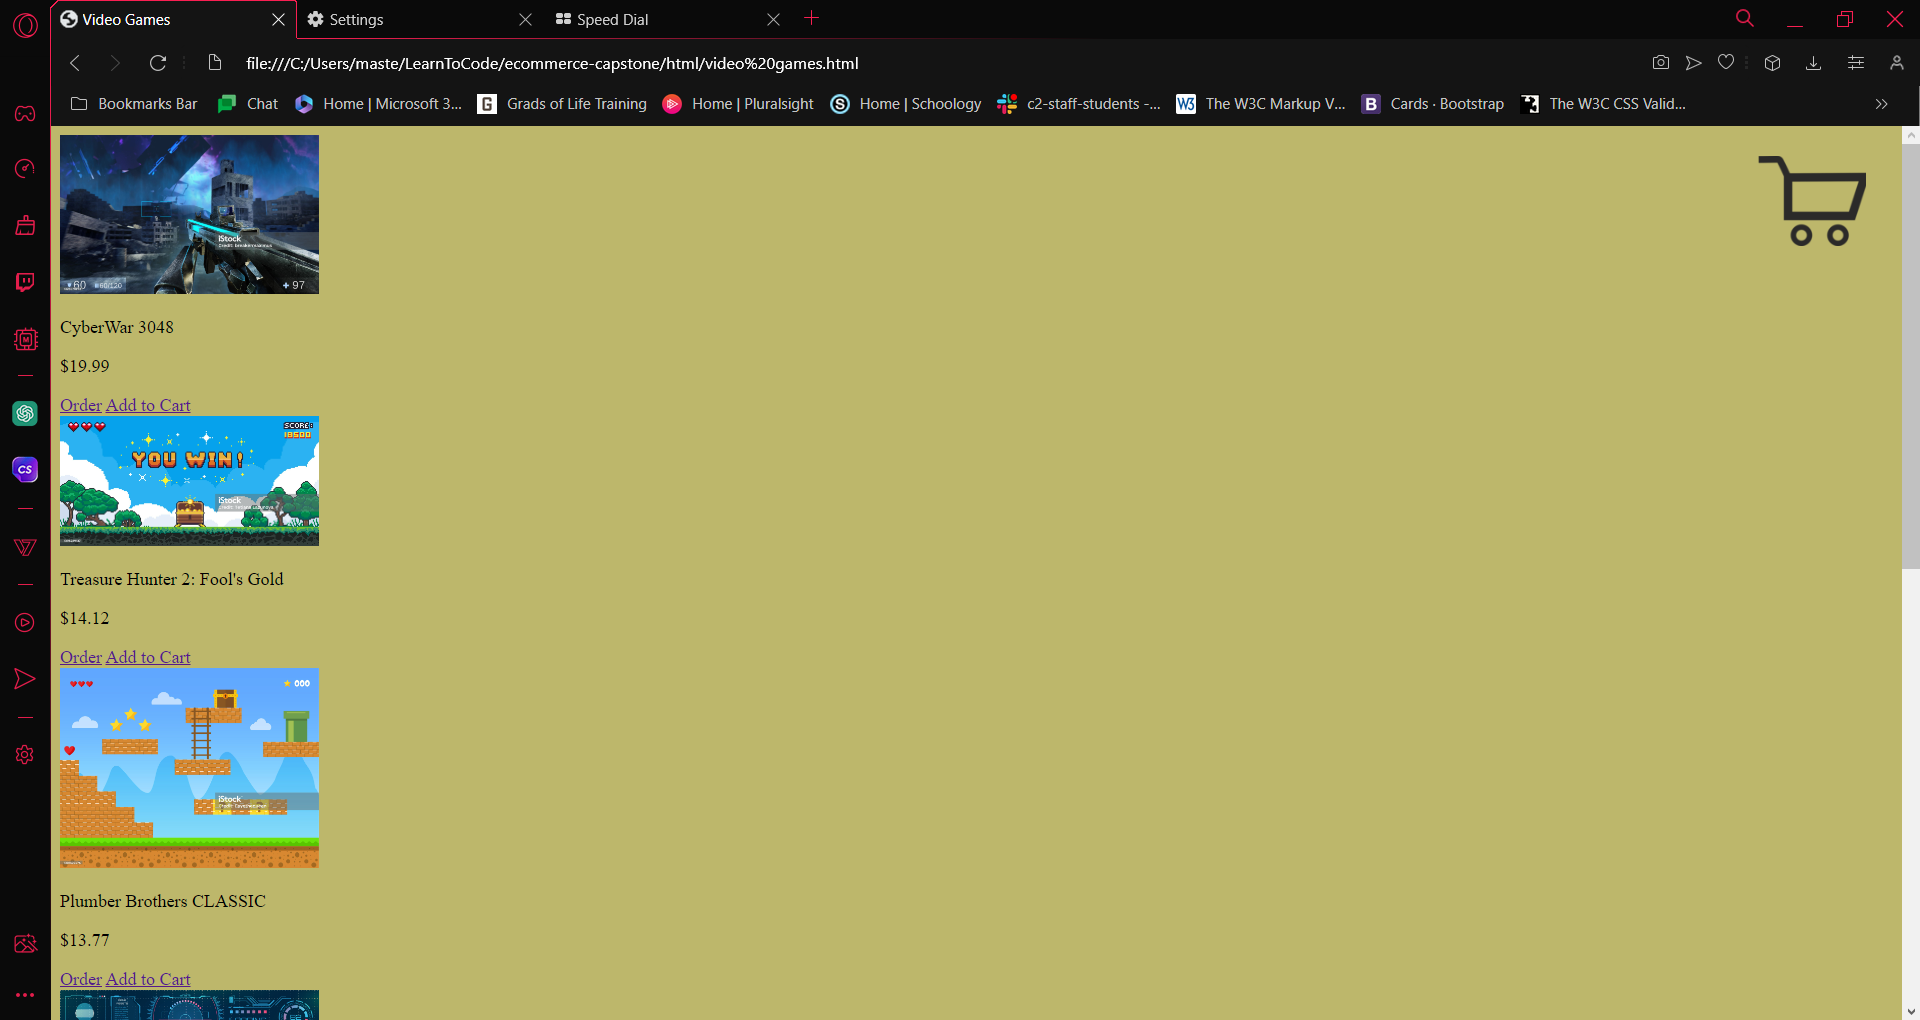 Video Games
Settings
Speed Dial
file:///C:/Users/maste/LearnToCode/ecommerce-capstone/html/video%20games.html
Bookmarks Bar
Chat
Home | Microsoft 3...
G
Grads of Life Training
Home | Pluralsight
S
Home | Schoology
c2-staff-students -...
W3
The W3C Markup V...
B
Cards · Bootstrap
The W3C CSS Valid...
M
CS
iStock
60
97
CyberWar 3048
$19.99
Order Add to Cart
SCORE:
18500
YOU WIN!
iStock
Treasure Hunter 2: Fool's Gold
$14.12
Order Add to Cart
000
iStock
Plumber Brothers CLASSIC
$13.77
Order Add to Cart